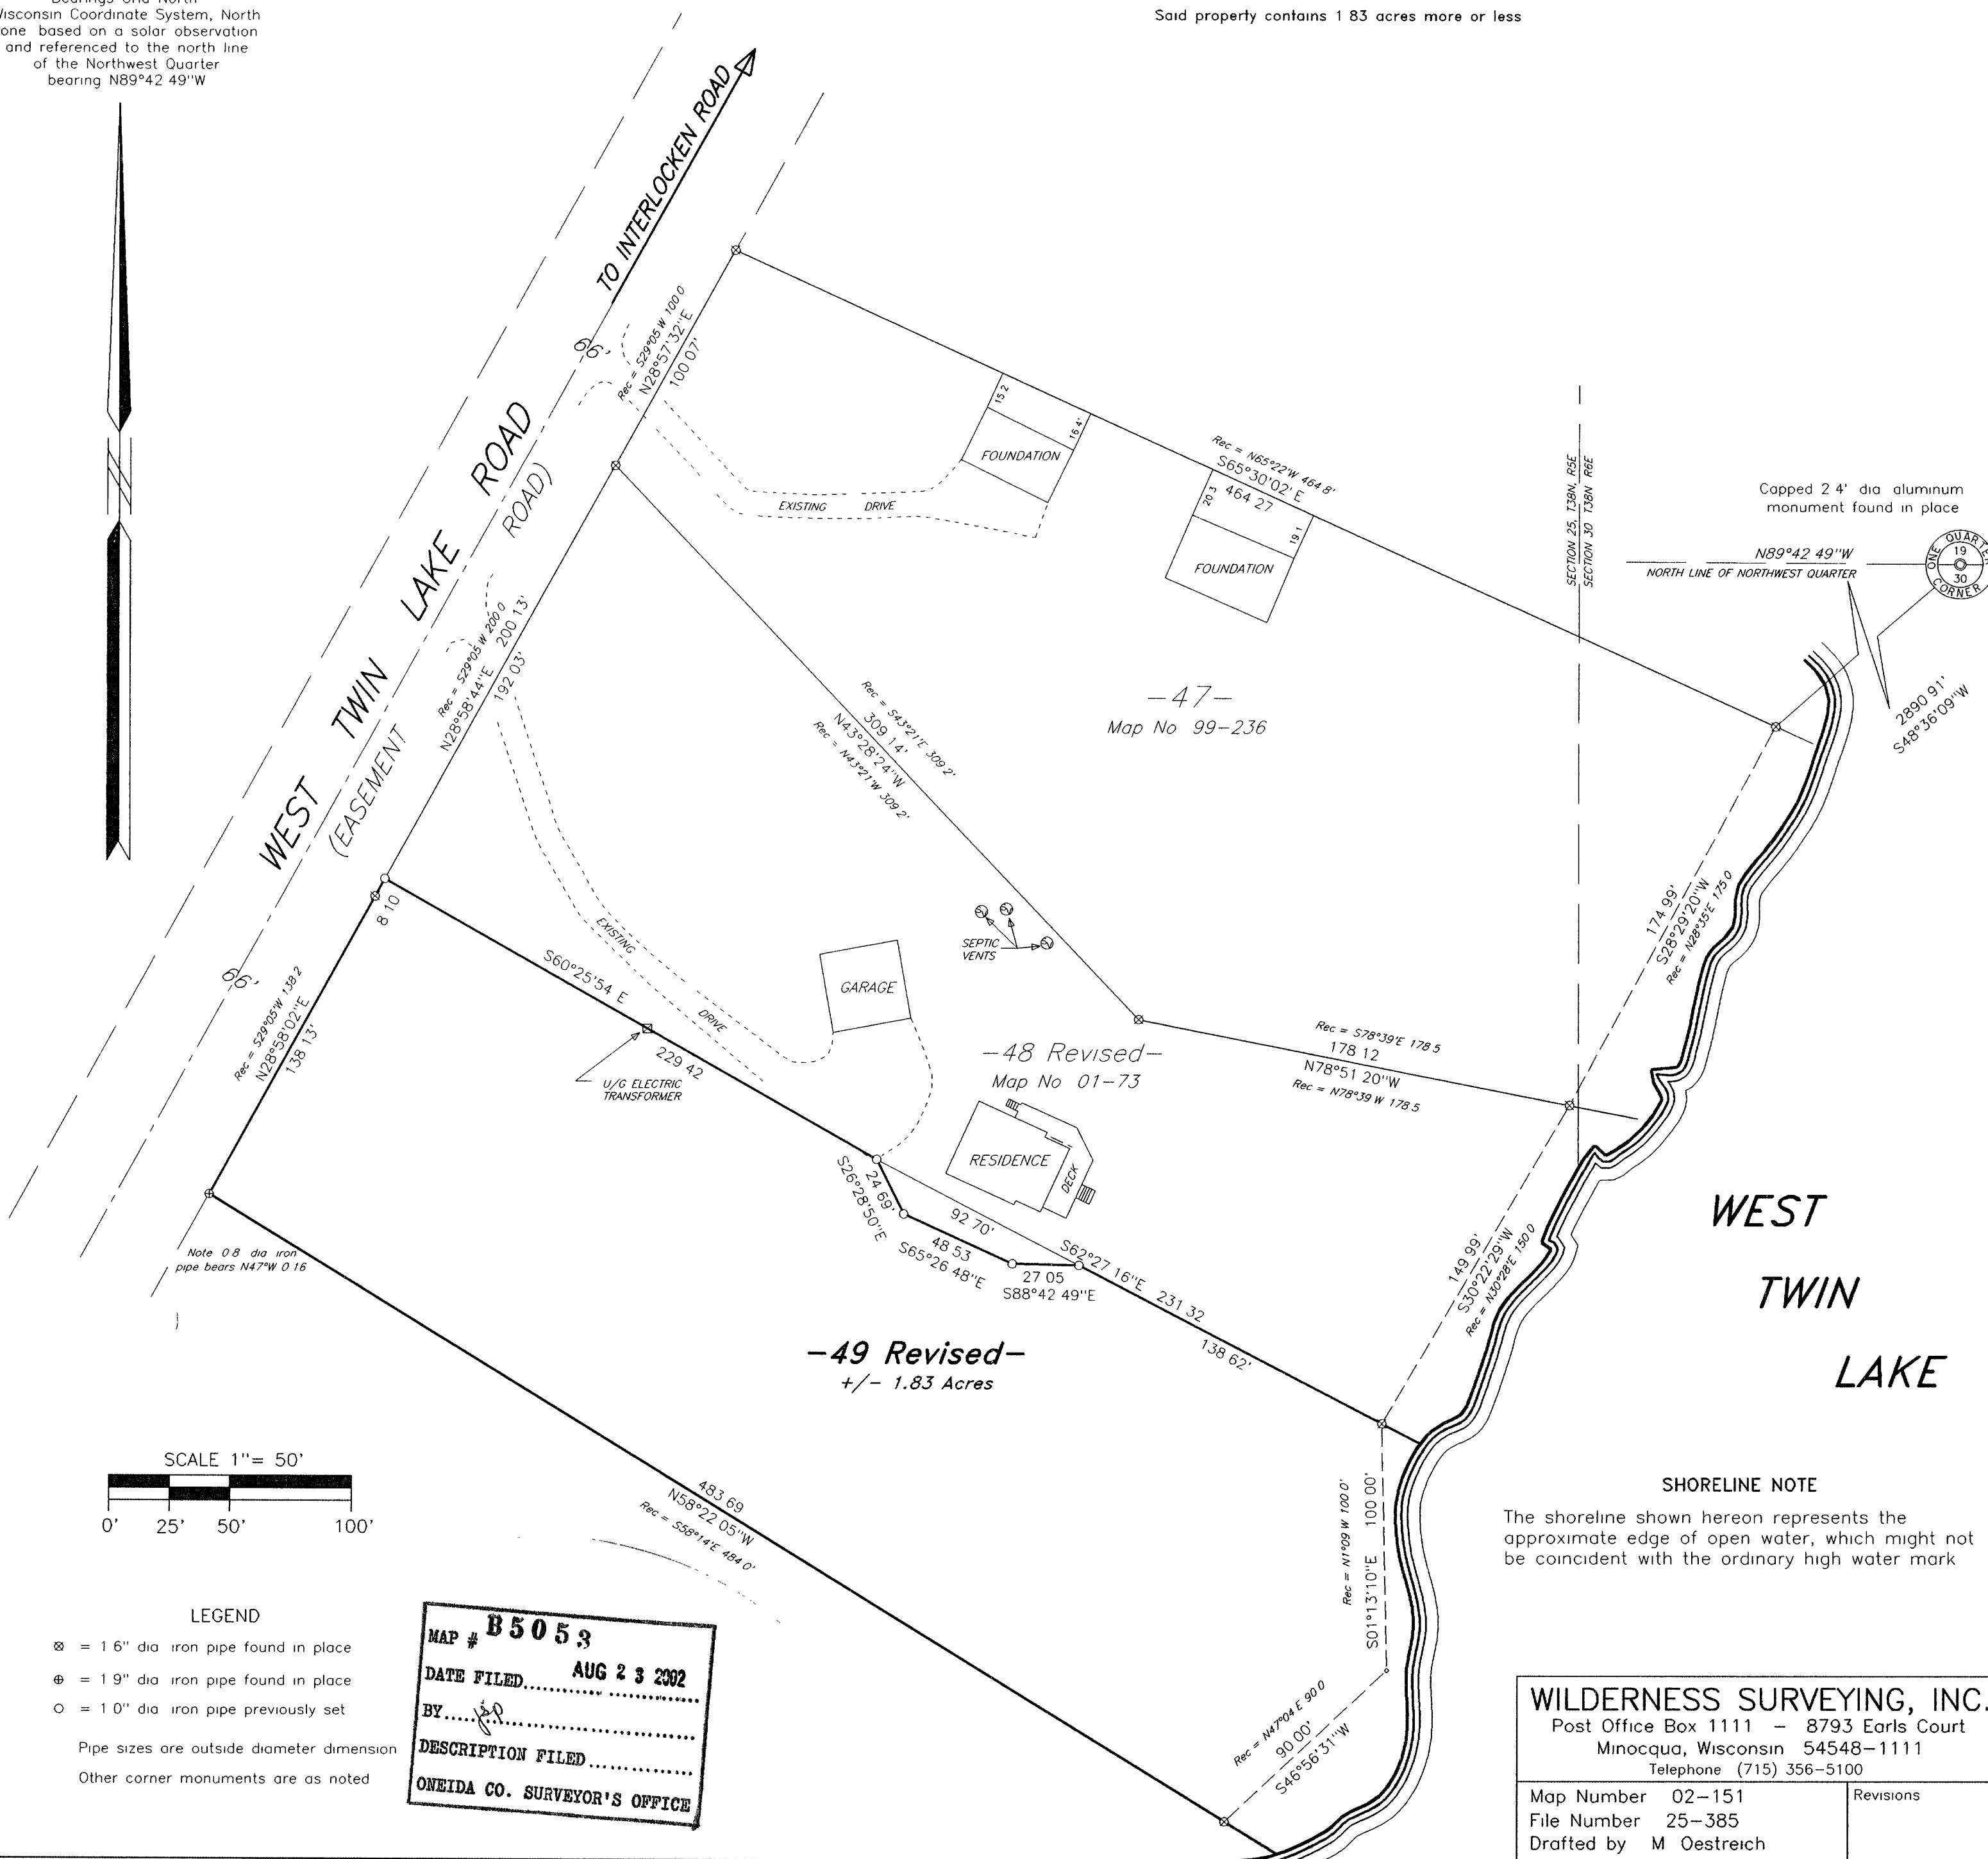 Wisconsin Coordinate System, North
one based on a solar observation
and referenced to the north line
of the Northwest Quarter
bearing N89°42 49"W
Said property contains 1 83 acres more or less
TO INTERLOCKEN ROAD
66'
Rec = S29°05 W 100 0
N28°57'32"E
100 07'
WEST TWIN LAKE ROAD
(EASEMENT ROAD)
15 2
16 4'
FOUNDATION
EXISTING DRIVE
Rec = N65°22'W 464 8'
S65°30'02' E
464 27
20 3
19 1
FOUNDATION
SECTION 25, T38N, R5E
SECTION 30 T38N R6E
Capped 2 4' dia aluminum
monument found in place
N89°42 49"W
NORTH LINE OF NORTHWEST QUARTER
ONE QUARTER
19
30
CORNER
2890 91'
S48°36'09"W
Rec = S29°05 W 200 0
N28°58'44"E 200 13'
192 03'
Rec = S43°21'E 309 2'
309 14'
N43°28'24"W
Rec = N43°21'W 309 2'
-47-
Map No 99-236
174 99'
S28°29'20"W
Rec = N28°35'E 175 0
8 10
66'
Rec = S29°05'W 138 2
N28°58'02"E
138 13'
S60°25'54 E
229 42
EXISTING
DRIVE
U/G ELECTRIC
TRANSFORMER
SEPTIC
VENTS
GARAGE
-48 Revised-
Map No 01-73
RESIDENCE
DECK
Rec = S78°39'E 178 5
178 12
N78°51 20"W
Rec = N78°39 W 178 5
24 69'
S26°28'50"E
92 70'
48 53
S65°26 48"E
27 05
S88°42 49"E
S62°27 16"E 231 32
138 62'
149 99'
S30°22'29"W
Rec = N30°28'E 150 0
Note 0 8 dia iron
pipe bears N47°W 0 16
-49 Revised-
+/- 1.83 Acres
WEST
TWIN
LAKE
483 69
N58°22 05"W
Rec = S58°14'E 484 0'
Rec = N1°09 W 100 0'
S01°13'10"E 100 00'
Rec = N47°04 E 90 0
90 00'
S46°56'31"W
SCALE 1"= 50'
0' 25' 50' 100'
SHORELINE NOTE
The shoreline shown hereon represents the
approximate edge of open water, which might not
be coincident with the ordinary high water mark
LEGEND
⊗ = 1 6" dia iron pipe found in place
⊕ = 1 9" dia iron pipe found in place
○ = 1 0" dia iron pipe previously set
Pipe sizes are outside diameter dimension
Other corner monuments are as noted
MAP # B5053
DATE FILED AUG 23 2002
BY
DESCRIPTION FILED
ONEIDA CO. SURVEYOR'S OFFICE
WILDERNESS SURVEYING, INC.
Post Office Box 1111 - 8793 Earls Court
Minocqua, Wisconsin 54548-1111
Telephone (715) 356-5100
Map Number 02-151
File Number 25-385
Drafted by M Oestreich
Revisions